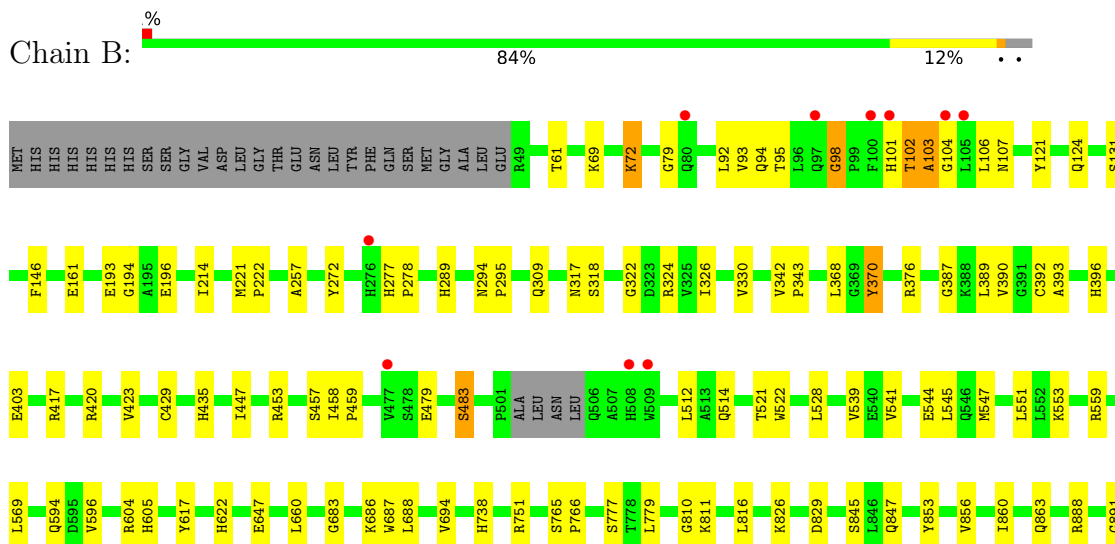 .%
Chain B:
84% 12% • •
MET HIS HIS HIS HIS HIS HIS SER SER GLY VAL ASP LEU GLY THR GLU ASN LEU TYR PHE GLN SER MET GLY ALA LEU GLU R49 T61 K69 K72 G79 Q80 L92 V93 Q94 T95 L96 Q97 G98 P99 F100 H101 T102 A103 G104 L105 L106 N107 Y121 Q124 S131
F146 E161 E193 G194 A195 E196 I214 M221 P222 A257 Y272 H276 H277 P278 H289 N294 P295 Q309 N317 S318 G322 D323 R324 V325 I326 V330 V342 P343 L368 G369 Y370 R376 G387 K388 L389 V390 G391 C392 A393 H396
E403 R417 R420 V423 C429 H435 I447 R453 S457 I458 P459 V477 S478 E479 S483 P501 ALA LEU ASN LEU Q506 A507 H508 W509 L512 A513 Q514 T521 W522 L528 V539 E540 V541 E544 L545 Q546 M547 L551 L552 K553 R559
L569 Q594 D595 V596 R604 H605 Y617 H622 E647 L660 G683 K686 W687 L688 V694 H738 R751 S765 P766 S777 T778 L779 G810 K811 L816 K826 D829 S845 L846 Q847 Y853 V856 I860 Q863 R888